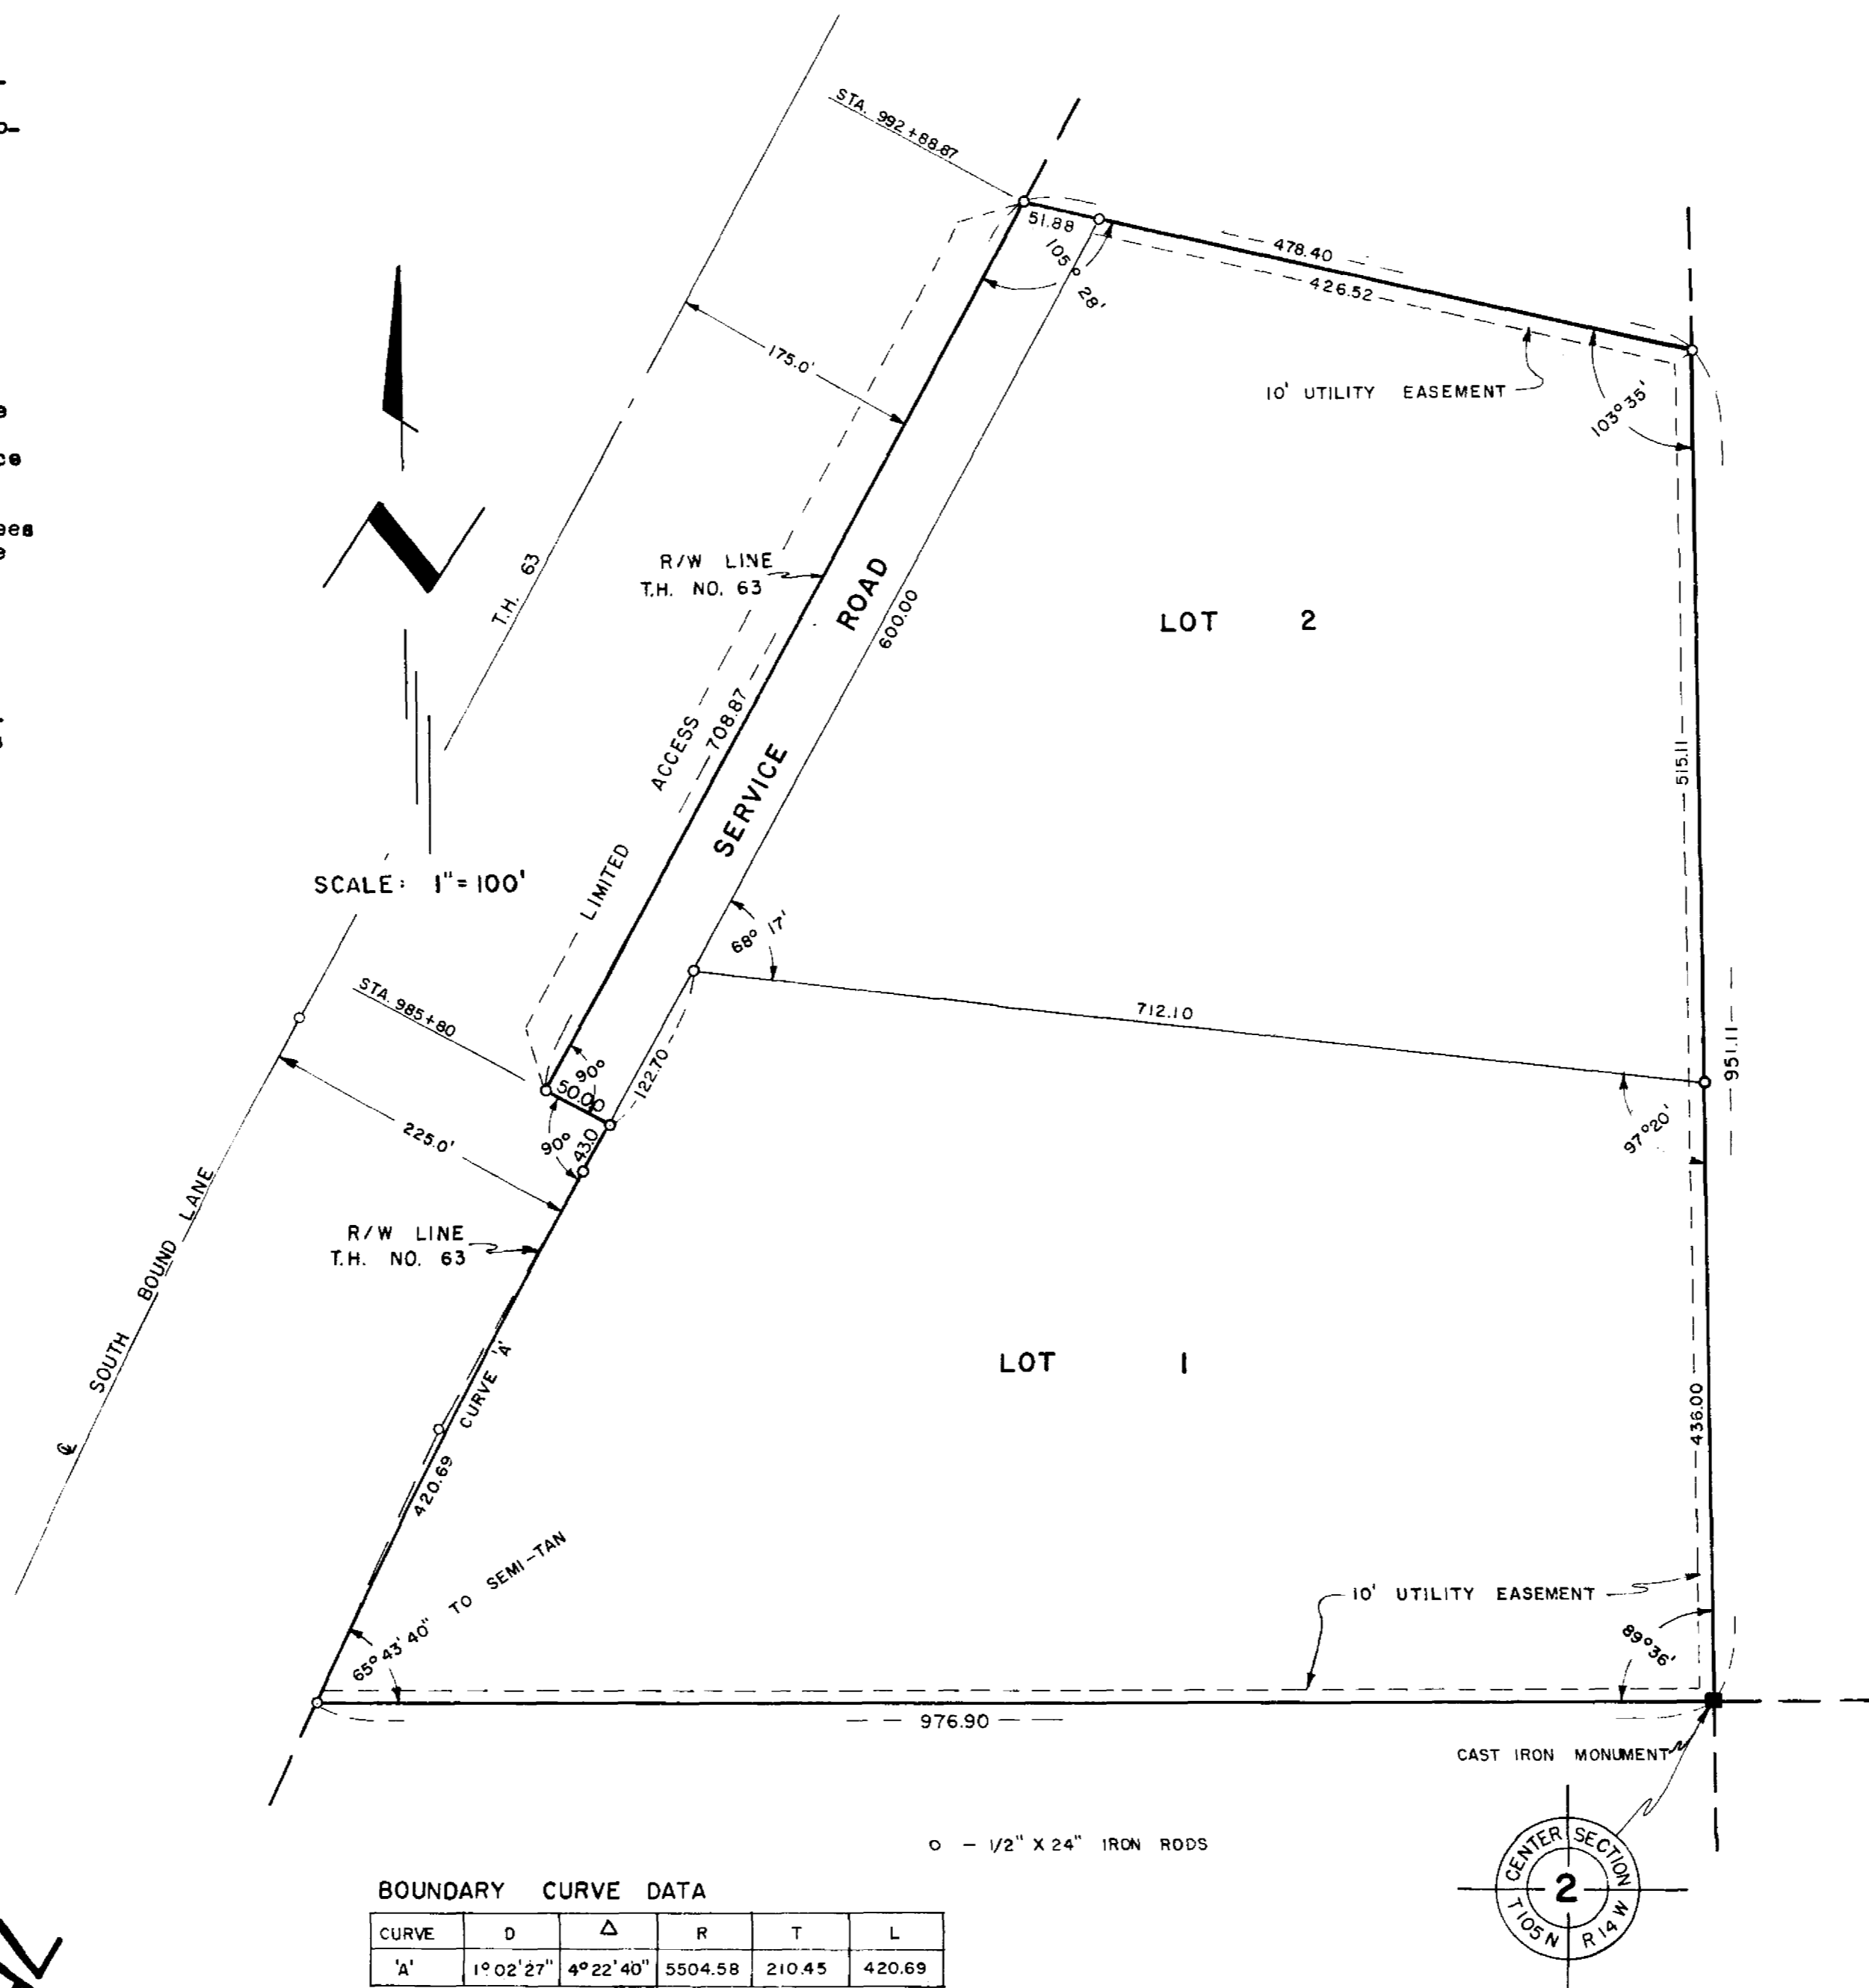 STA. 992+88.87
51.88
105° 28'
478.40
426.52
175.0'
10' UTILITY EASEMENT
103° 35'
T.H. 63
R/W LINE
T.H. NO. 63
SERVICE ROAD
600.00
LOT 2
LIMITED ACCESS
708.87
515.11
SCALE: 1"=100'
68° 17'
STA. 985+80
712.10
951.11
90°
50.00
122.70
90°
43.0
97°20'
225.0'
SOUTH BOUND LANE
R/W LINE
T.H. NO. 63
CURVE 'A'
420.69
LOT 1
436.00
65° 43' 40" TO SEMI-TAN
10' UTILITY EASEMENT
89°36'
976.90
CAST IRON MONUMENT
o — 1/2" X 24" IRON RODS
CENTER SECTION
2
T105N R14W
BOUNDARY CURVE DATA
CURVE D Δ R T L
'A' 1°02'27" 4°22'40" 5504.58 210.45 420.69